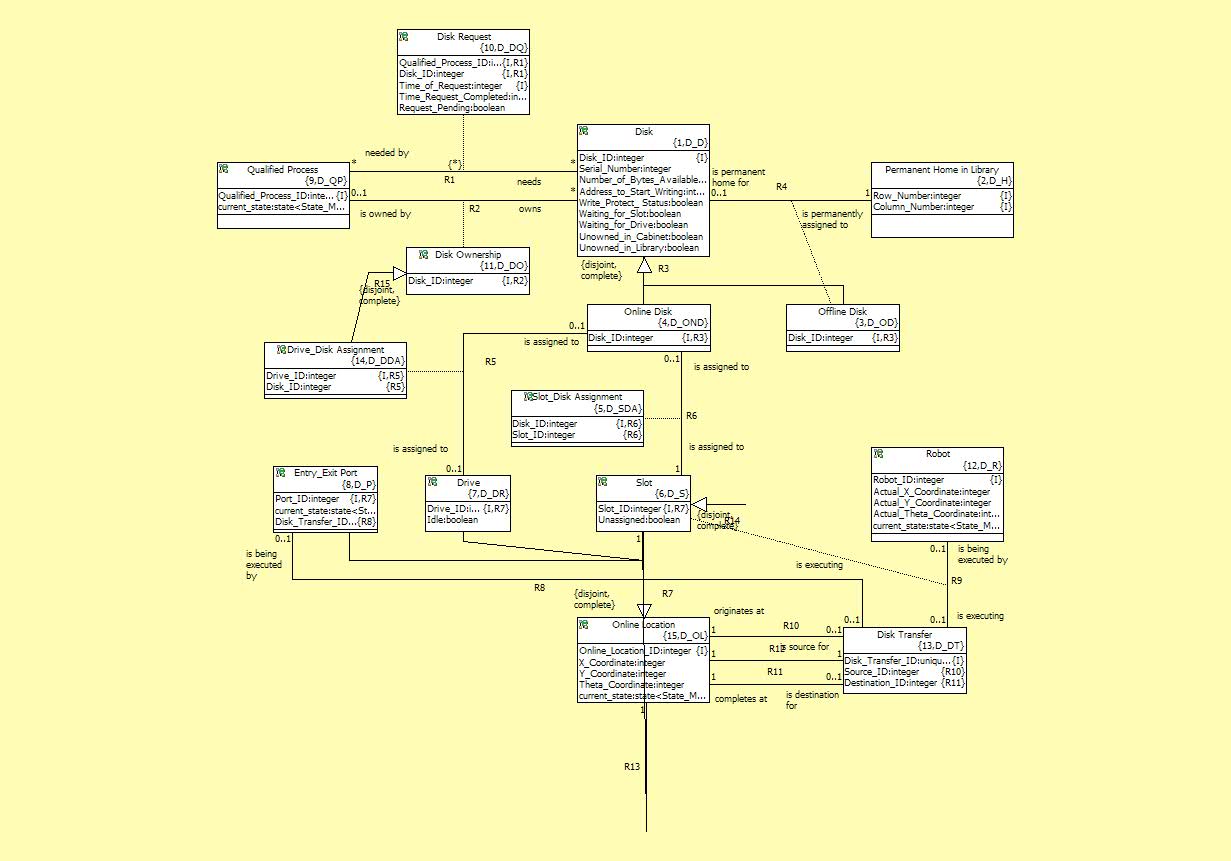 Disk Request
{10,D_DQ}
Qualified_Process_ID:i...{I,R1}
Disk_ID:integer {I,R1}
Time_of_Request:integer {I}
Time_Request_Completed:in...
Request_Pending:boolean
Disk
{1,D_D}
Disk_ID:integer {I}
Serial_Number:integer
Number_of_Bytes_Available...
Address_to_Start_Writing:int...
Write_Protect_ Status:boolean
Waiting_for_Slot:boolean
Waiting_for_Drive:boolean
Unowned_in_Cabinet:boolean
Unowned_in_Library:boolean
needed by
*
{*}
*
R1
needs
Qualified Process
{9,D_QP}
Qualified_Process_ID:inte... {I}
current_state:state<State_M...
0..1
*
is owned by
R2
owns
is permanent
home for
0..1
R4
1
is permanently
assigned to
Permanent Home in Library
{2,D_H}
Row_Number:integer {I}
Column_Number:integer {I}
Disk Ownership
{11,D_DO}
Disk_ID:integer {I,R2}
R15
{disjoint,
complete}
{disjoint,
complete}
R3
Online Disk
{4,D_OND}
Disk_ID:integer {I,R3}
Offline Disk
{3,D_OD}
Disk_ID:integer {I,R3}
0..1
is assigned to
Drive_Disk Assignment
{14,D_DDA}
Drive_ID:integer {I,R5}
Disk_ID:integer {R5}
R5
0..1
is assigned to
Slot_Disk Assignment
{5,D_SDA}
Disk_ID:integer {I,R6}
Slot_ID:integer {R6}
R6
is assigned to
0..1
is assigned to
1
Entry_Exit Port
{8,D_P}
Port_ID:integer {I,R7}
current_state:state<St...
Disk_Transfer_ID...{R8}
Drive
{7,D_DR}
Drive_ID:i... {I,R7}
Idle:boolean
Slot
{6,D_S}
Slot_ID:integer {I,R7}
Unassigned:boolean
{disjoint,
complete}
R14
Robot
{12,D_R}
Robot_ID:integer {I}
Actual_X_Coordinate:integer
Actual_Y_Coordinate:integer
Actual_Theta_Coordinate:int...
current_state:state<State_M...
0..1
is being
executed
by
1
0..1
is being
executed by
is executing
R9
R8
{disjoint,
complete}
R7
0..1
0..1
is executing
Online Location
{15,D_OL}
Online_Location_ID:integer {I}
X_Coordinate:integer
Y_Coordinate:integer
Theta_Coordinate:integer
current_state:state<State_M...
originates at
1
R10
0..1
R12
is source for
1
1
R11
1
0..1
completes at
is destination
for
Disk Transfer
{13,D_DT}
Disk_Transfer_ID:uniqu...{I}
Source_ID:integer {R10}
Destination_ID:integer {R11}
1
R13